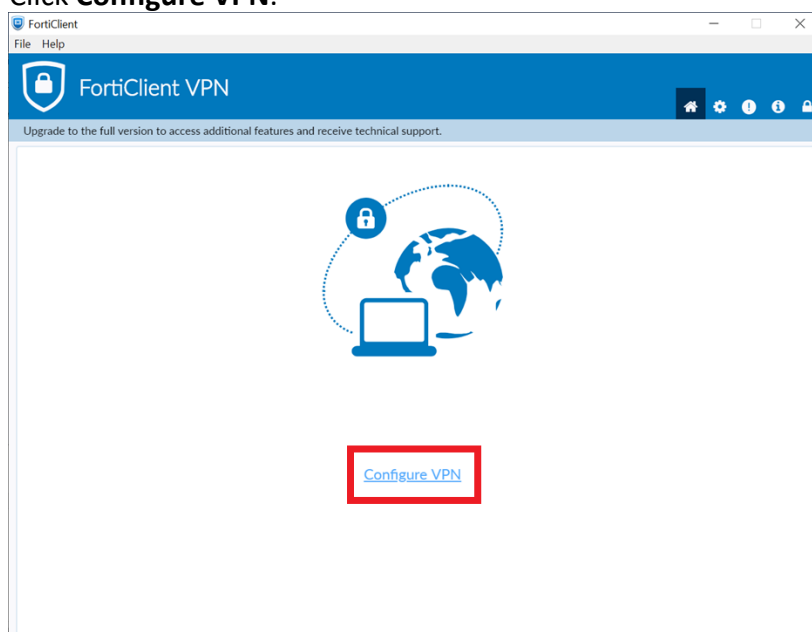 Click Configure VPN.
FortiClient
File Help
FortiClient VPN
Upgrade to the full version to access additional features and receive technical support.
Configure VPN